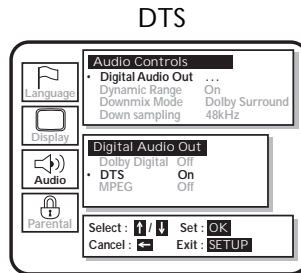 DTS
Language
Display
Audio
Parental
Audio Controls
· Digital Audio Out ...
Dynamic Range On
Downmix Mode Dolby Surround
Down sampling 48kHz
Digital Audio Out
Dolby Digital Off
· DTS On
MPEG Off
Select : ↑ / ↓ Set : OK
Cancel : ← Exit : SETUP